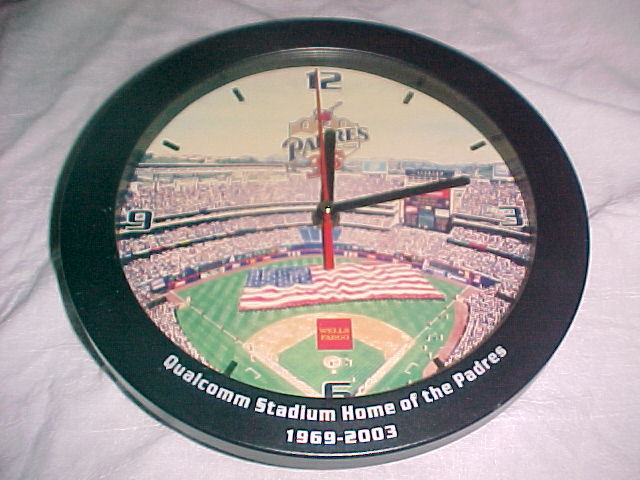 12
PADRES
9
3
WELLS
FARGO
6
Qualcomm Stadium Home of the Padres
1969-2003